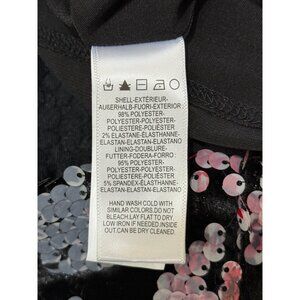 SHELL-EXTÉRIEUR-
AUßERHALB-FUORI-EXTERIOR
98% POLYESTER-
POLYESTER-POLYESTER-
POLIESTERE-POLIÉSTER
2% ELASTANE-ÉLASTHANNE-
ELASTAN-ELASTAN-ELASTANO
LINING-DOUBLURE-
FUTTER-FODERA-FORRO
95% POLYESTER-
POLYESTER-POLYESTER-
POLIESTERE-POLIÉSTER
5% SPANDEX-ÉLASTHANNE-
ELASTAN-ELASTAN-ELASTANO
HAND WASH COLD WITH
SIMILAR COLORS.DO NOT
BLEACH.LAY FLAT TO DRY.
LOW IRON IF NEEDED.INSIDE
OUT.CAN BE DRY CLEANED